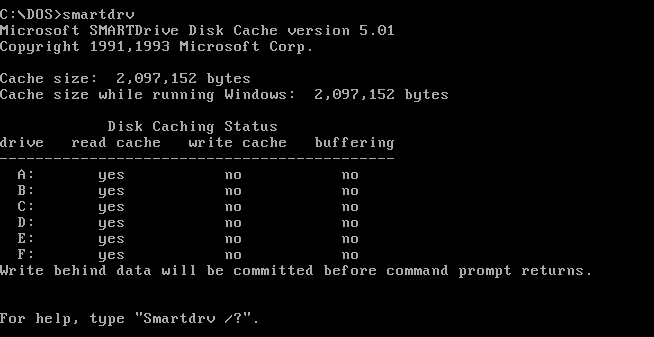 C:\DOS>smartdrv
Microsoft SMARTDrive Disk Cache version 5.01
Copyright 1991,1993 Microsoft Corp.
Cache size:  2,097,152 bytes
Cache size while running Windows:  2,097,152 bytes
Disk Caching Status
drive   read cache   write cache   buffering
---------------------------------------------
A:        yes           no            no
B:        yes           no            no
C:        yes           no            no
D:        yes           no            no
E:        yes           no            no
F:        yes           no            no
Write behind data will be committed before command prompt returns.
For help, type "Smartdrv /?".